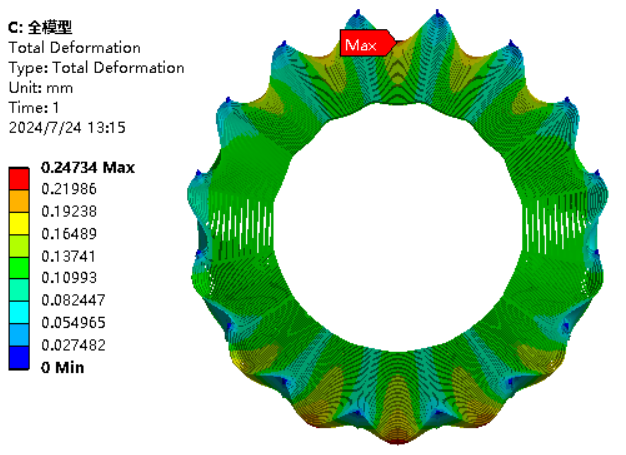 C: 全模型
Total Deformation
Type: Total Deformation
Unit: mm
Time: 1
2024/7/24 13:15
Max
0.24734 Max
0.21986
0.19238
0.16489
0.13741
0.10993
0.082447
0.054965
0.027482
0 Min